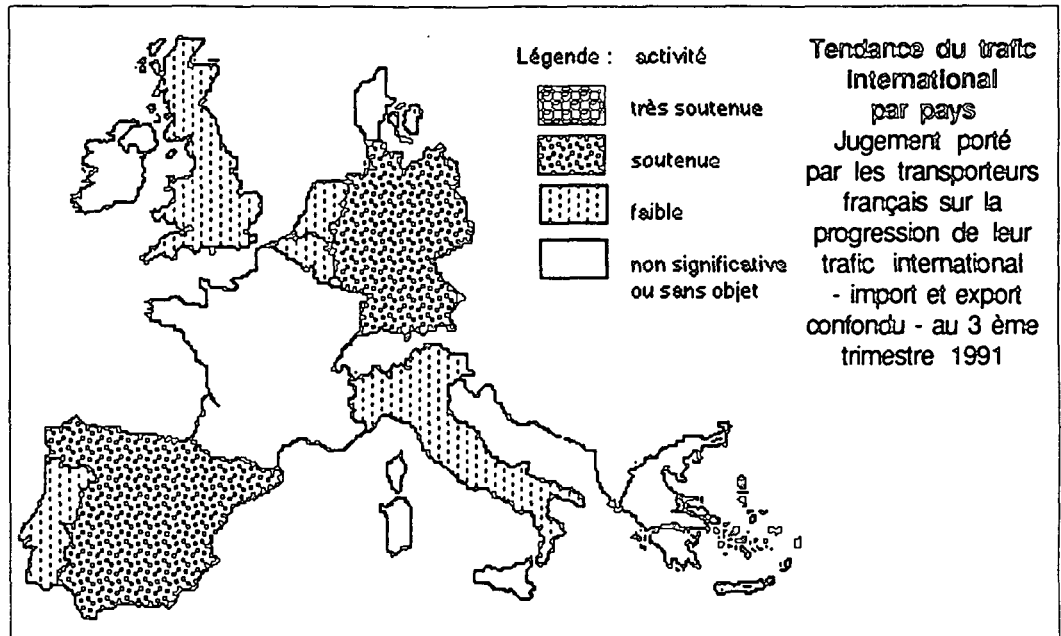 Légende : activité
très soutenue
soutenue
faible
non significative
ou sans objet
Tendance du trafic
international
par pays
Jugement porté
par les transporteurs
français sur la
progression de leur
trafic international
- import et export
confondu - au 3 ème
trimestre 1991